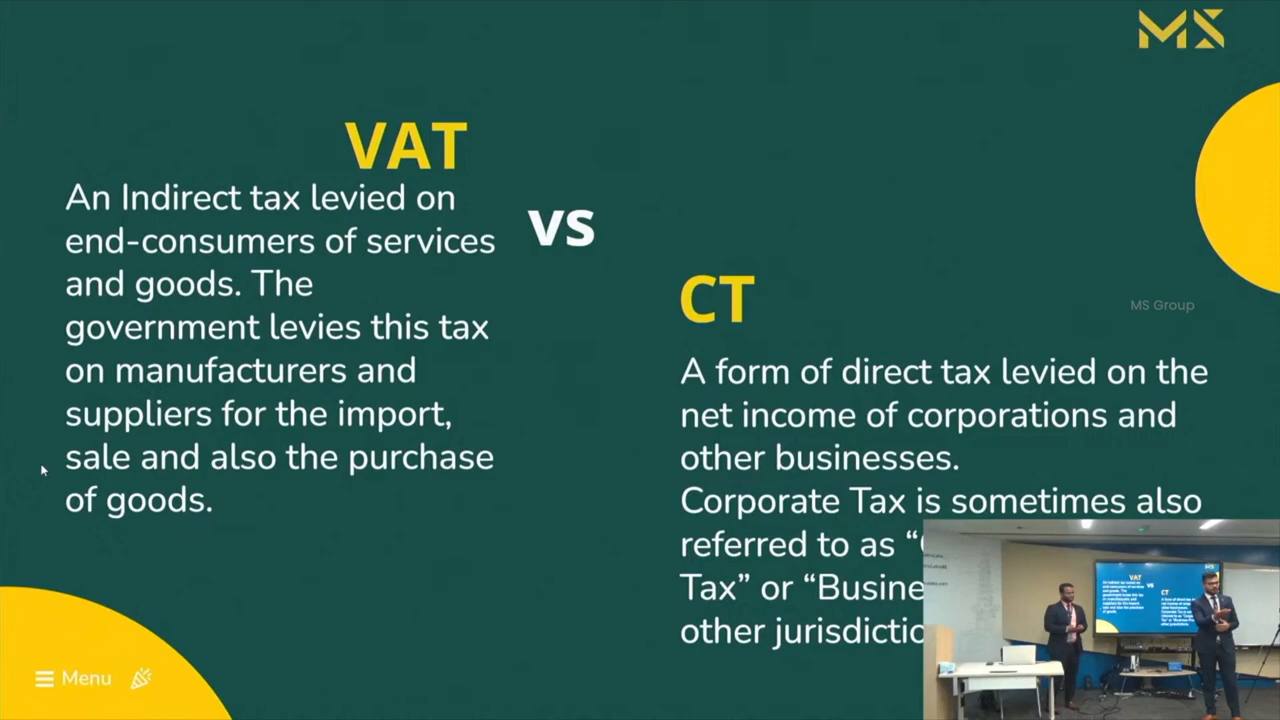 MS
VAT
An Indirect tax levied on
end-consumers of services
and goods. The
government levies this tax
on manufacturers and
suppliers for the import,
sale and also the purchase
of goods.
vs
CT
MS Group
A form of direct tax levied on the
net income of corporations and
other businesses.
Corporate Tax is sometimes also
referred to as “
Tax” or “Busine
other jurisdictio
Menu
VAT
vs
CT